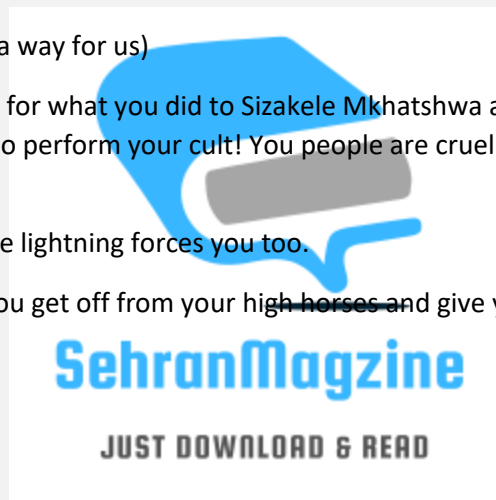 a way for us)
for what you did to Sizakele Mkhatshwa a
o perform your cult! You people are cruel
e lightning forces you too.
ou get off from your high horses and give y
SehranMagzine
JUST DOWNLOAD & READ